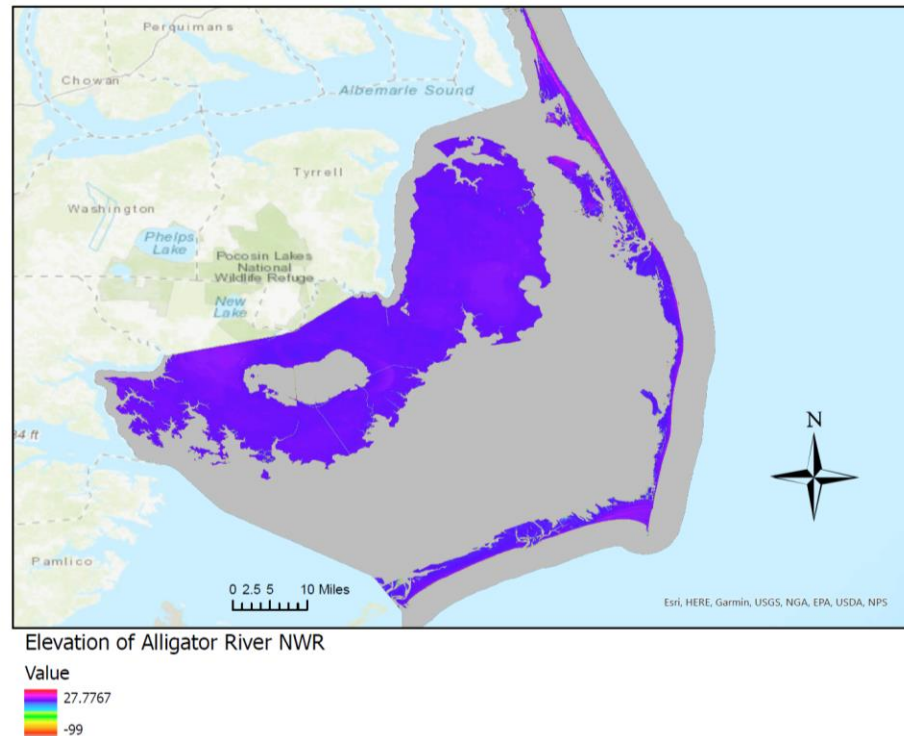 Perquimans
Chowan
Albemarle Sound
Tyrrell
Washington
Phelps
Lake
Pocosin Lakes
National
Wildlife Refuge
New
Lake
84 ft
N
Pamlico
0 2.5 5 10 Miles
Esri, HERE, Garmin, USGS, NGA, EPA, USDA, NPS
Elevation of Alligator River NWR
Value
27.7767
-99